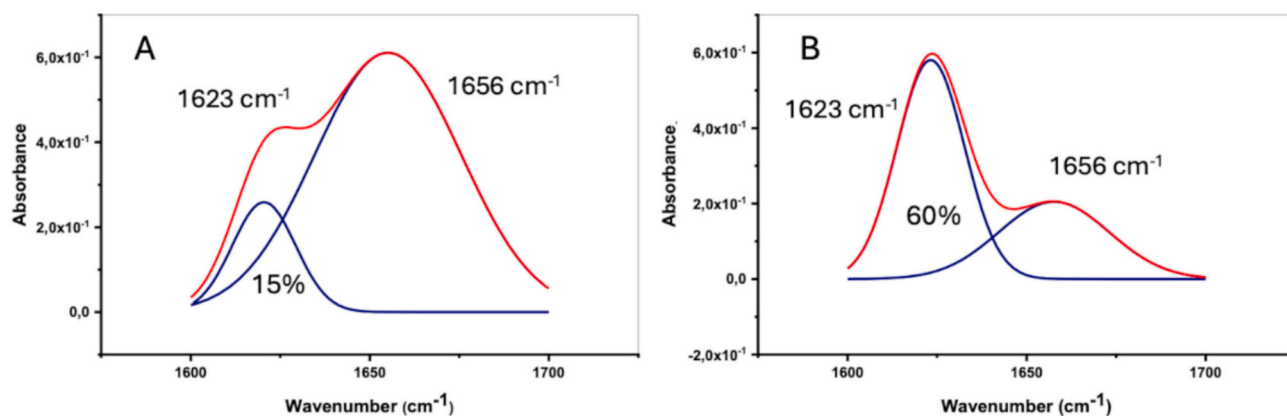 A
1623 cm-1
1656 cm-1
15%
6,0x10-1
4,0x10-1
2,0x10-1
0,0
Absorbance
1600
1650
1700
Wavenumber (cm-1)
B
1623 cm-1
1656 cm-1
60%
6,0x10-1
4,0x10-1
2,0x10-1
0,0
-2,0x10-1
Absorbance.
1600
1650
1700
Wavenumber (cm-1)